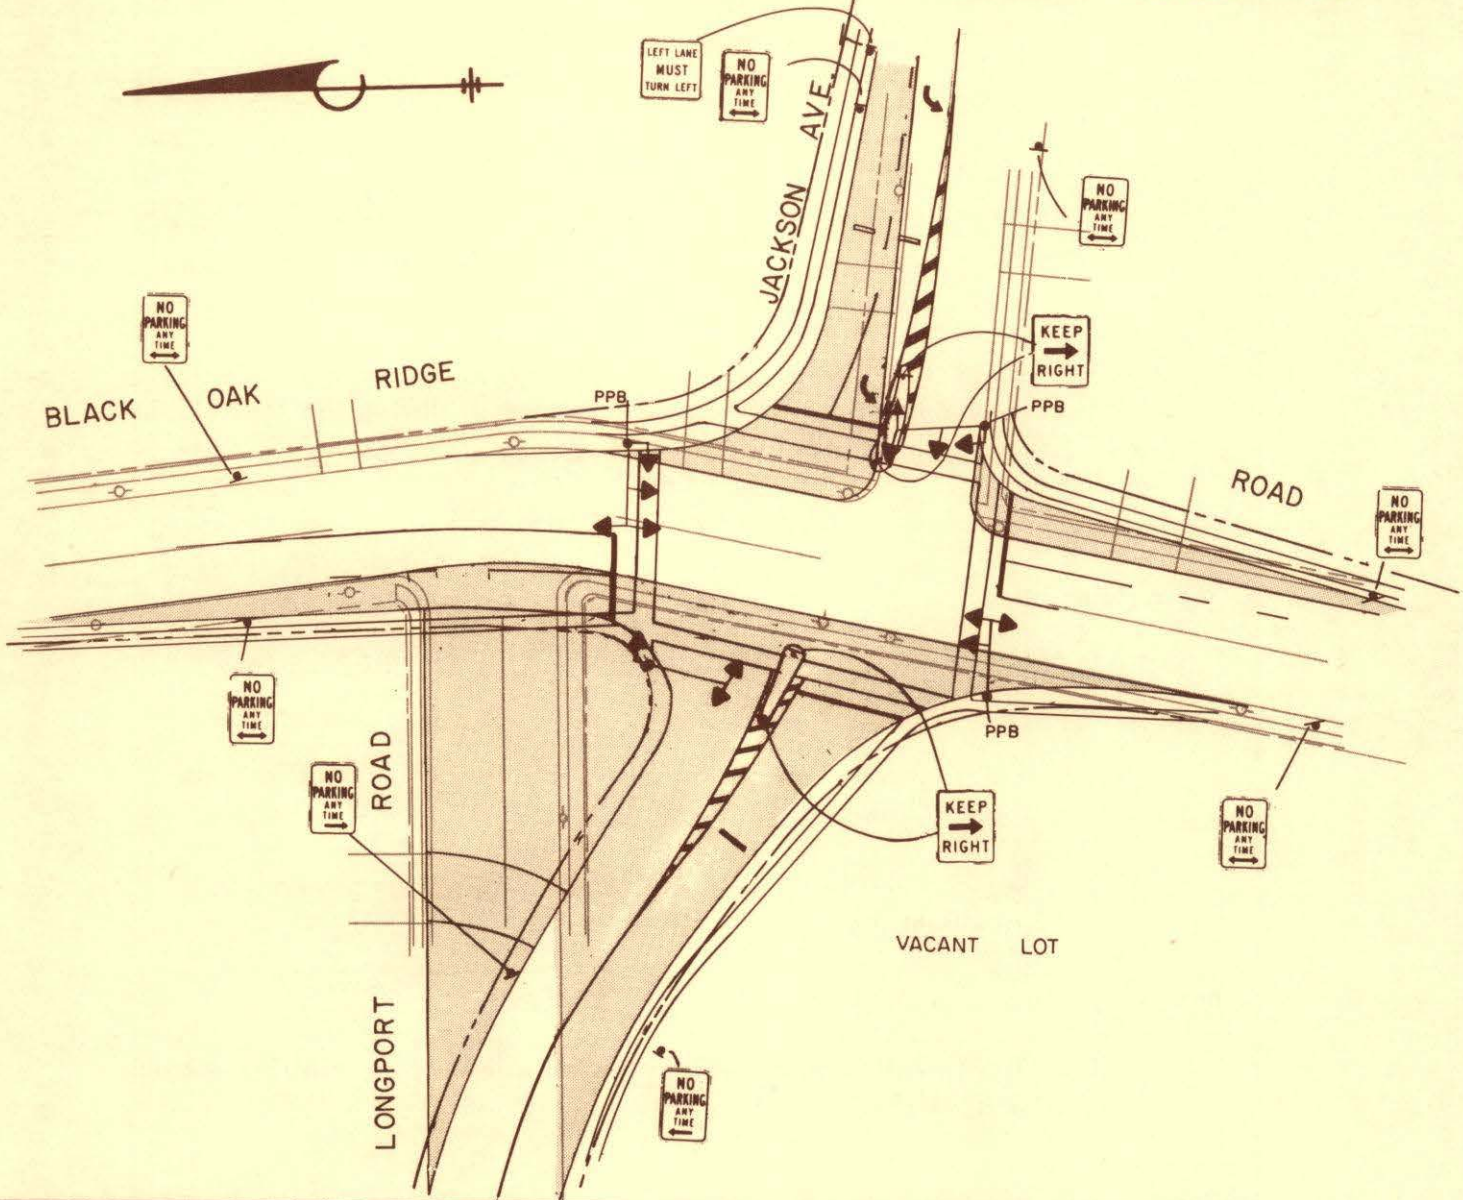 LEFT LANE
MUST
TURN LEFT
NO
PARKING
ANY
TIME
JACKSON AVE.
NO
PARKING
ANY
TIME
NO
PARKING
ANY
TIME
KEEP
RIGHT
BLACK OAK RIDGE
PPB
PPB
ROAD
NO
PARKING
ANY
TIME
NO
PARKING
ANY
TIME
PPB
LONGPORT ROAD
NO
PARKING
ANY
TIME
KEEP
RIGHT
NO
PARKING
ANY
TIME
VACANT LOT
NO
PARKING
ANY
TIME